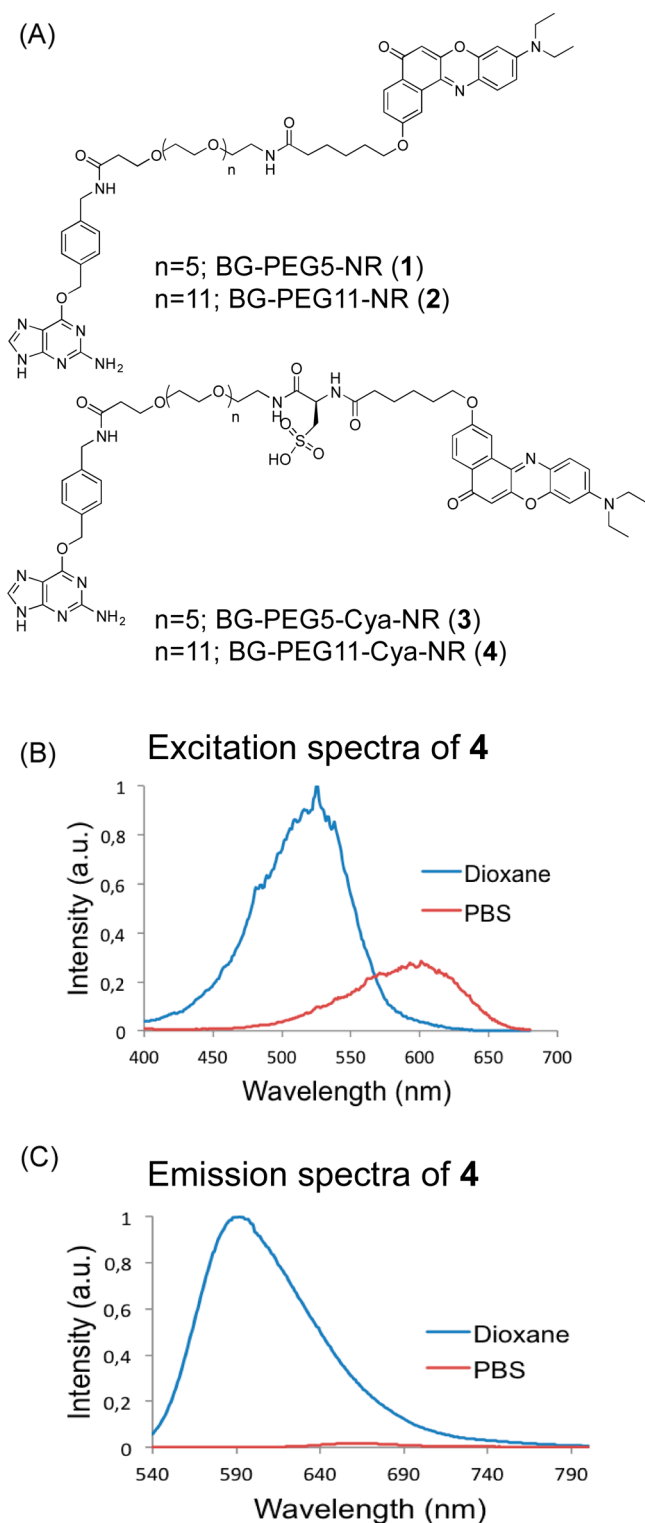 (A)
O
O
N
N
O
O
O
O
O
N
H
n
O
NH
O
N
N
N
H
N
NH2
n=5; BG-PEG5-NR (1)
n=11; BG-PEG11-NR (2)
O
O
O
n
N
H
O
H
N
O
O
S
O
O
HO
NH
O
N
O
O
N
N
N
N
H
N
NH2
n=5; BG-PEG5-Cya-NR (3)
n=11; BG-PEG11-Cya-NR (4)
(B)
Excitation spectra of 4
Intensity (a.u.)
1
0,8
0,6
0,4
0,2
0
400 450 500 550 600 650 700
Wavelength (nm)
Dioxane
PBS
(C)
Emission spectra of 4
Intensity (a.u.)
1
0,8
0,6
0,4
0,2
0
540 590 640 690 740 790
Wavelength (nm)
Dioxane
PBS